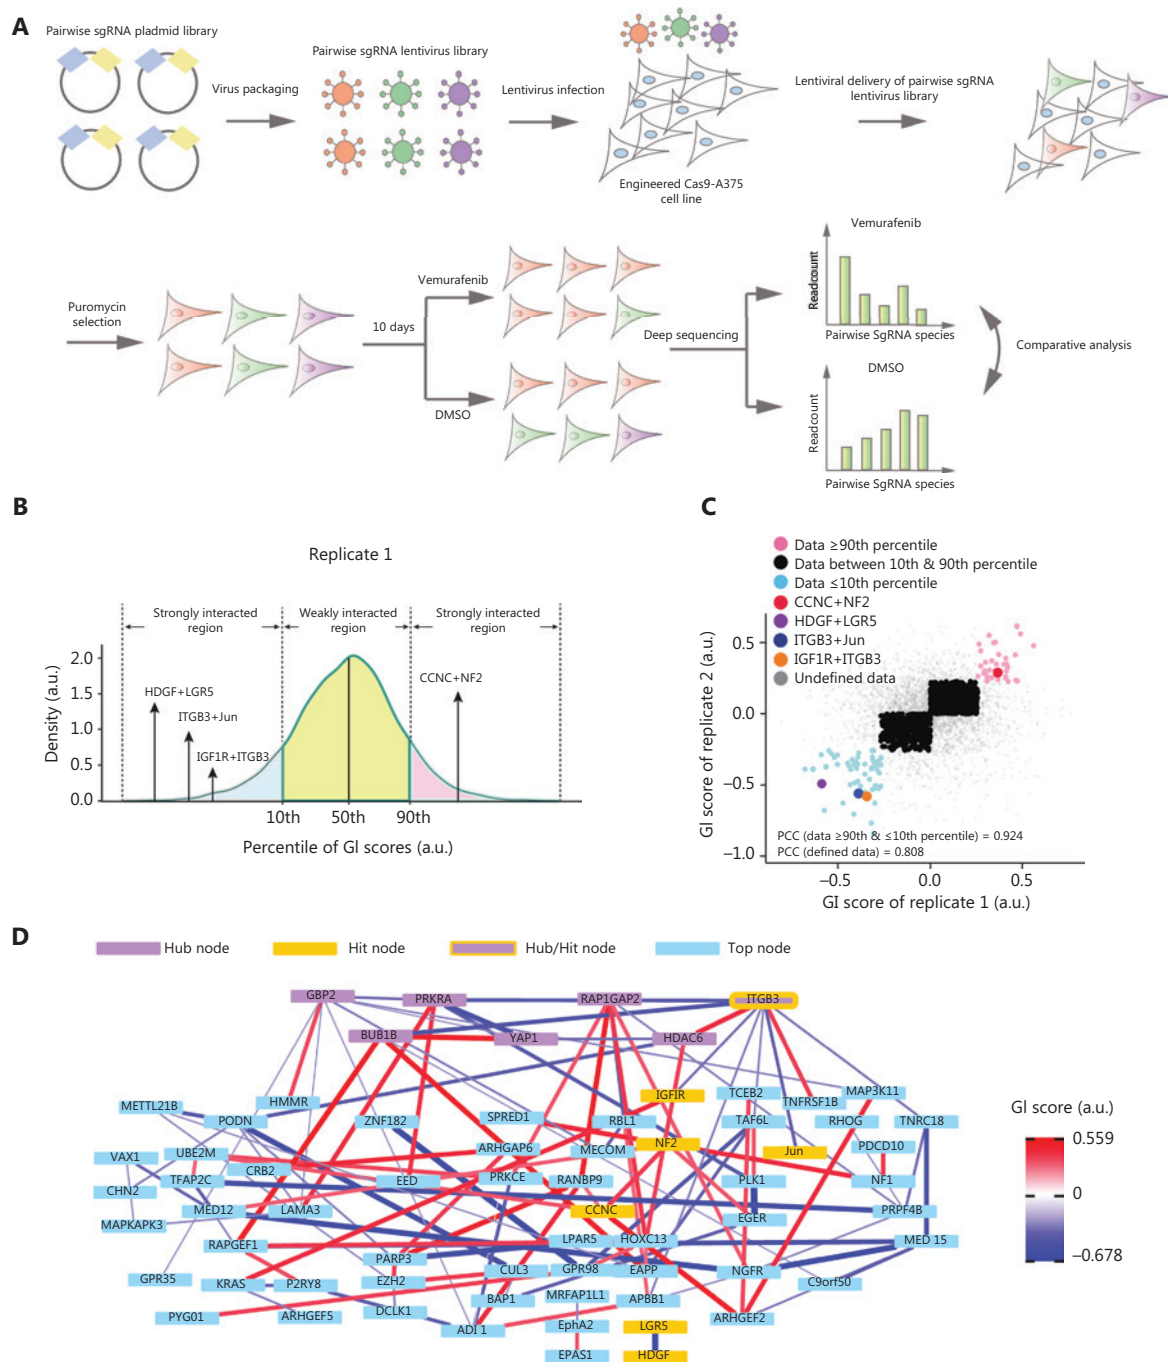 A
Pairwise sgRNA pladmid library
Virus packaging
Pairwise sgRNA lentivirus library
Lentivirus infection
Engineered Cas9-A375
cell line
Lentiviral delivery of pairwise sgRNA
lentivirus library
Puromycin
selection
10 days
Vemurafenib
DMSO
Deep sequencing
Vemurafenib
Readcount
Pairwise SgRNA species
DMSO
Readcount
Pairwise SgRNA species
Comparative analysis
B
Replicate 1
Strongly interacted
region
Weakly interacted
region
Strongly interacted
region
Density (a.u.)
2.0
1.5
1.0
0.5
0.0
HDGF+LGR5
ITGB3+Jun
IGF1R+ITGB3
CCNC+NF2
10th
50th
90th
Percentile of GI scores (a.u.)
C
Data ≥90th percentile
Data between 10th & 90th percentile
Data ≤10th percentile
CCNC+NF2
HDGF+LGR5
ITGB3+Jun
IGF1R+ITGB3
Undefined data
GI score of replicate 2 (a.u.)
0.5
0.0
–0.5
–1.0
PCC (data ≥90th & ≤10th percentile) = 0.924
PCC (defined data) = 0.808
–0.5
0.0
0.5
GI score of replicate 1 (a.u.)
D
Hub node
Hit node
Hub/Hit node
Top node
GBP2
PRKRA
RAP1GAP2
ITGB3
BUB1B
YAP1
HDAC6
METTL21B
HMMR
PODN
ZNF182
SPRED1
IGFIR
RBL1
TCEB2
TNFRSF1B
MAP3K11
TAF6L
RHOG
TNRC18
VAX1
UBE2M
CRB2
ARHGAP6
MECOM
NF2
Jun
PDCD10
CHN2
TFAP2C
EED
PRKCE
RANBP9
PLK1
NF1
MAPKAPK3
MED12
LAMA3
CCNC
EGER
PRPF4B
RAPGEF1
PARP3
LPAR5
HOXC13
MED 15
GPR35
KRAS
P2RY8
EZH2
CUL3
GPR98
EAPP
NGFR
C9orf50
PYG01
ARHGEF5
DCLK1
BAP1
MRFAP1L1
APBB1
ARHGEF2
ADI 1
EphA2
LGR5
EPAS1
HDGF
GI score (a.u.)
0.559
0
–0.678